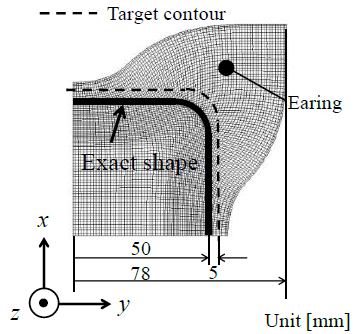 Target contour
Earing
Exact shape
x
50
78
5
z
y
Unit [mm]